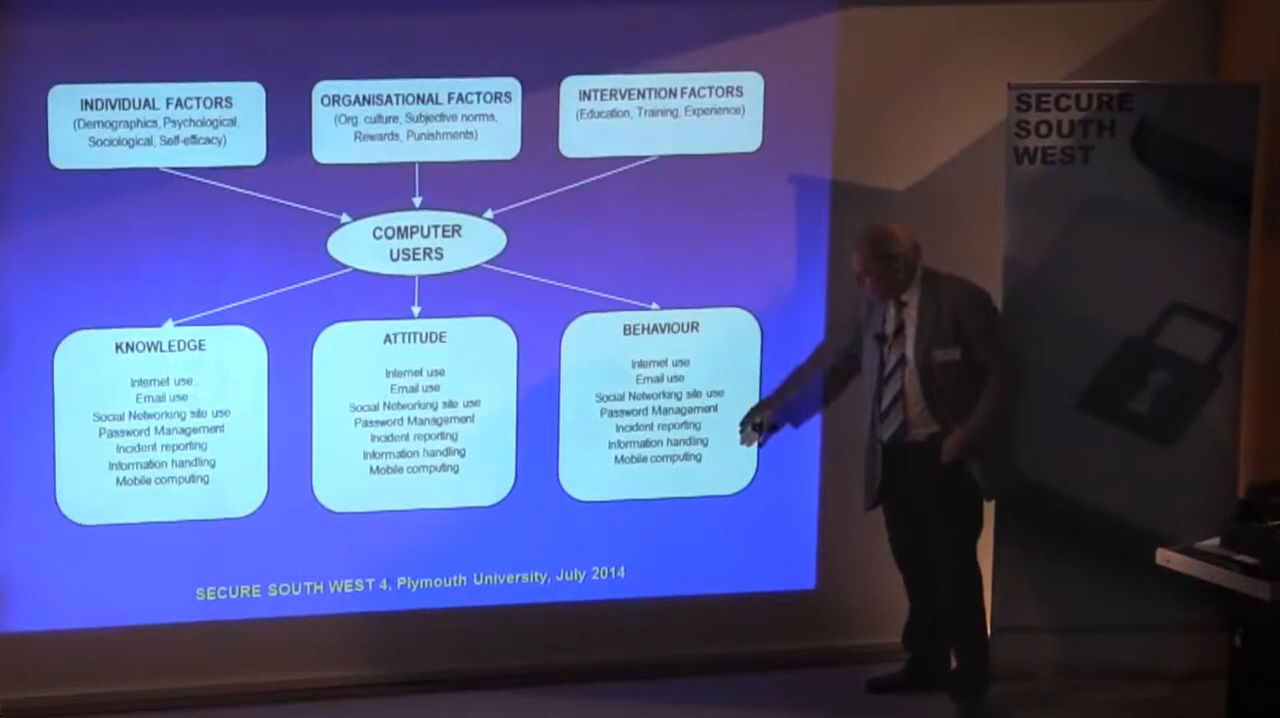 INDIVIDUAL FACTORS
(Demographics, Psychological,
Sociological, Self-efficacy)
ORGANISATIONAL FACTORS
(Org. culture, Subjective norms,
Rewards, Punishments)
INTERVENTION FACTORS
(Education, Training, Experience)
COMPUTER
USERS
KNOWLEDGE
Internet use
Email use
Social Networking site use
Password Management
Incident reporting
Information handling
Mobile computing
ATTITUDE
Internet use
Email use
Social Networking site use
Password Management
Incident reporting
Information handling
Mobile computing
BEHAVIOUR
Internet use
Email use
Social Networking site use
Password Management
Incident reporting
Information handling
Mobile computing
SECURE SOUTH WEST 4, Plymouth University, July 2014
SECURE
SOUTH
WEST